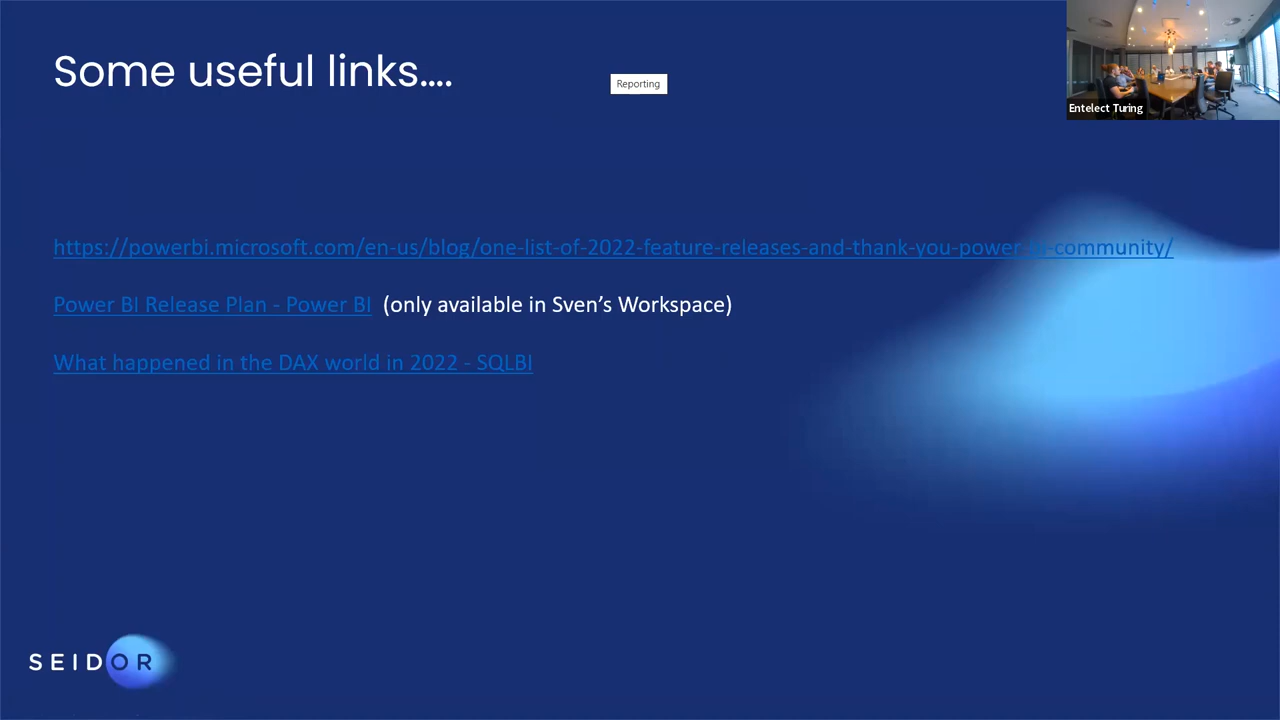 Some useful links....
Reporting
Entelect Turing
https://powerbi.microsoft.com/en-us/blog/one-list-of-2022-feature-releases-and-thank-you-power-bi-community/
Power BI Release Plan - Power BI (only available in Sven’s Workspace)
What happened in the DAX world in 2022 - SQLBI
SEIDOR